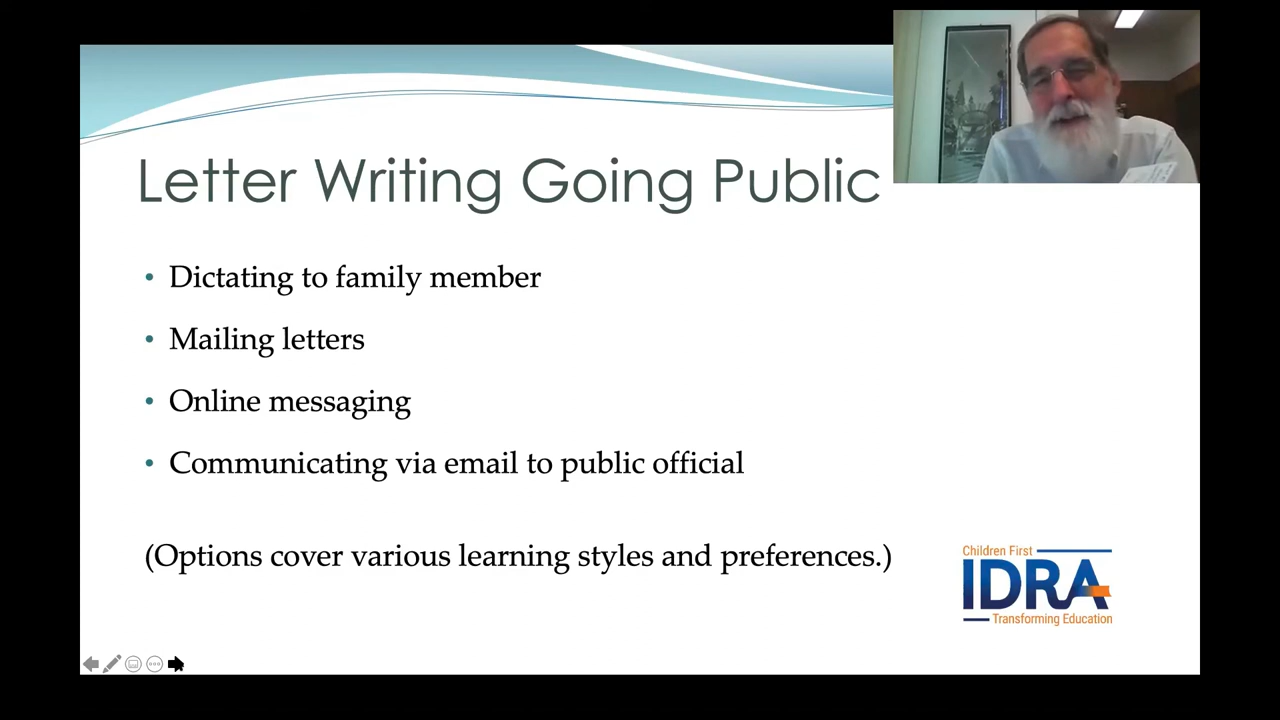 Letter Writing Going Public
• Dictating to family member
• Mailing letters
• Online messaging
• Communicating via email to public official
(Options cover various learning styles and preferences.)
Children First
IDRA
Transforming Education